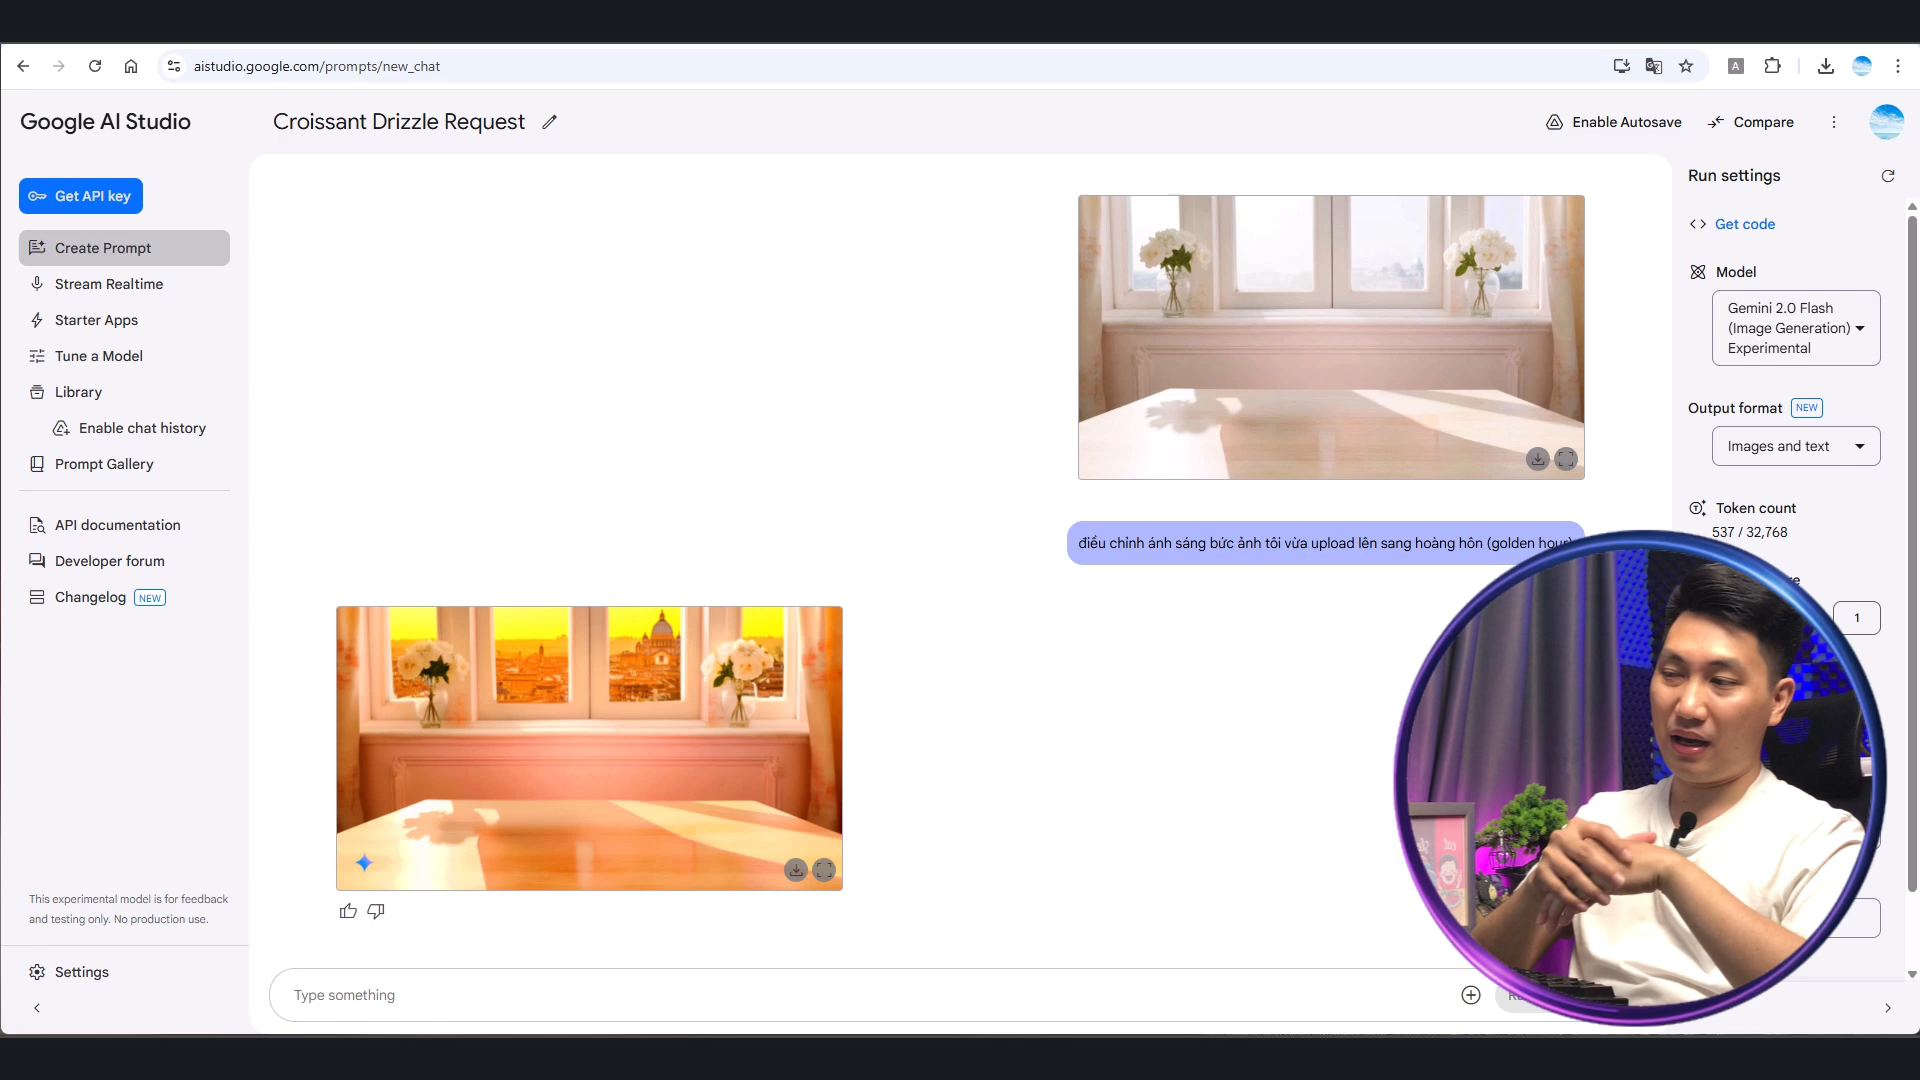 aistudio.google.com/prompts/new_chat
A
Google AI Studio
Croissant Drizzle Request
Enable Autosave
Compare
Get API key
Create Prompt
Stream Realtime
Starter Apps
Tune a Model
Library
Enable chat history
Prompt Gallery
API documentation
Developer forum
Changelog NEW
This experimental model is for feedback
and testing only. No production use.
Settings
điều chỉnh ánh sáng bức ảnh tôi vừa upload lên sang hoàng hôn (golden hour)
Type something
Run settings
Get code
Model
Gemini 2.0 Flash
(Image Generation)
Experimental
Output format NEW
Images and text
Token count
537 / 32,768
1